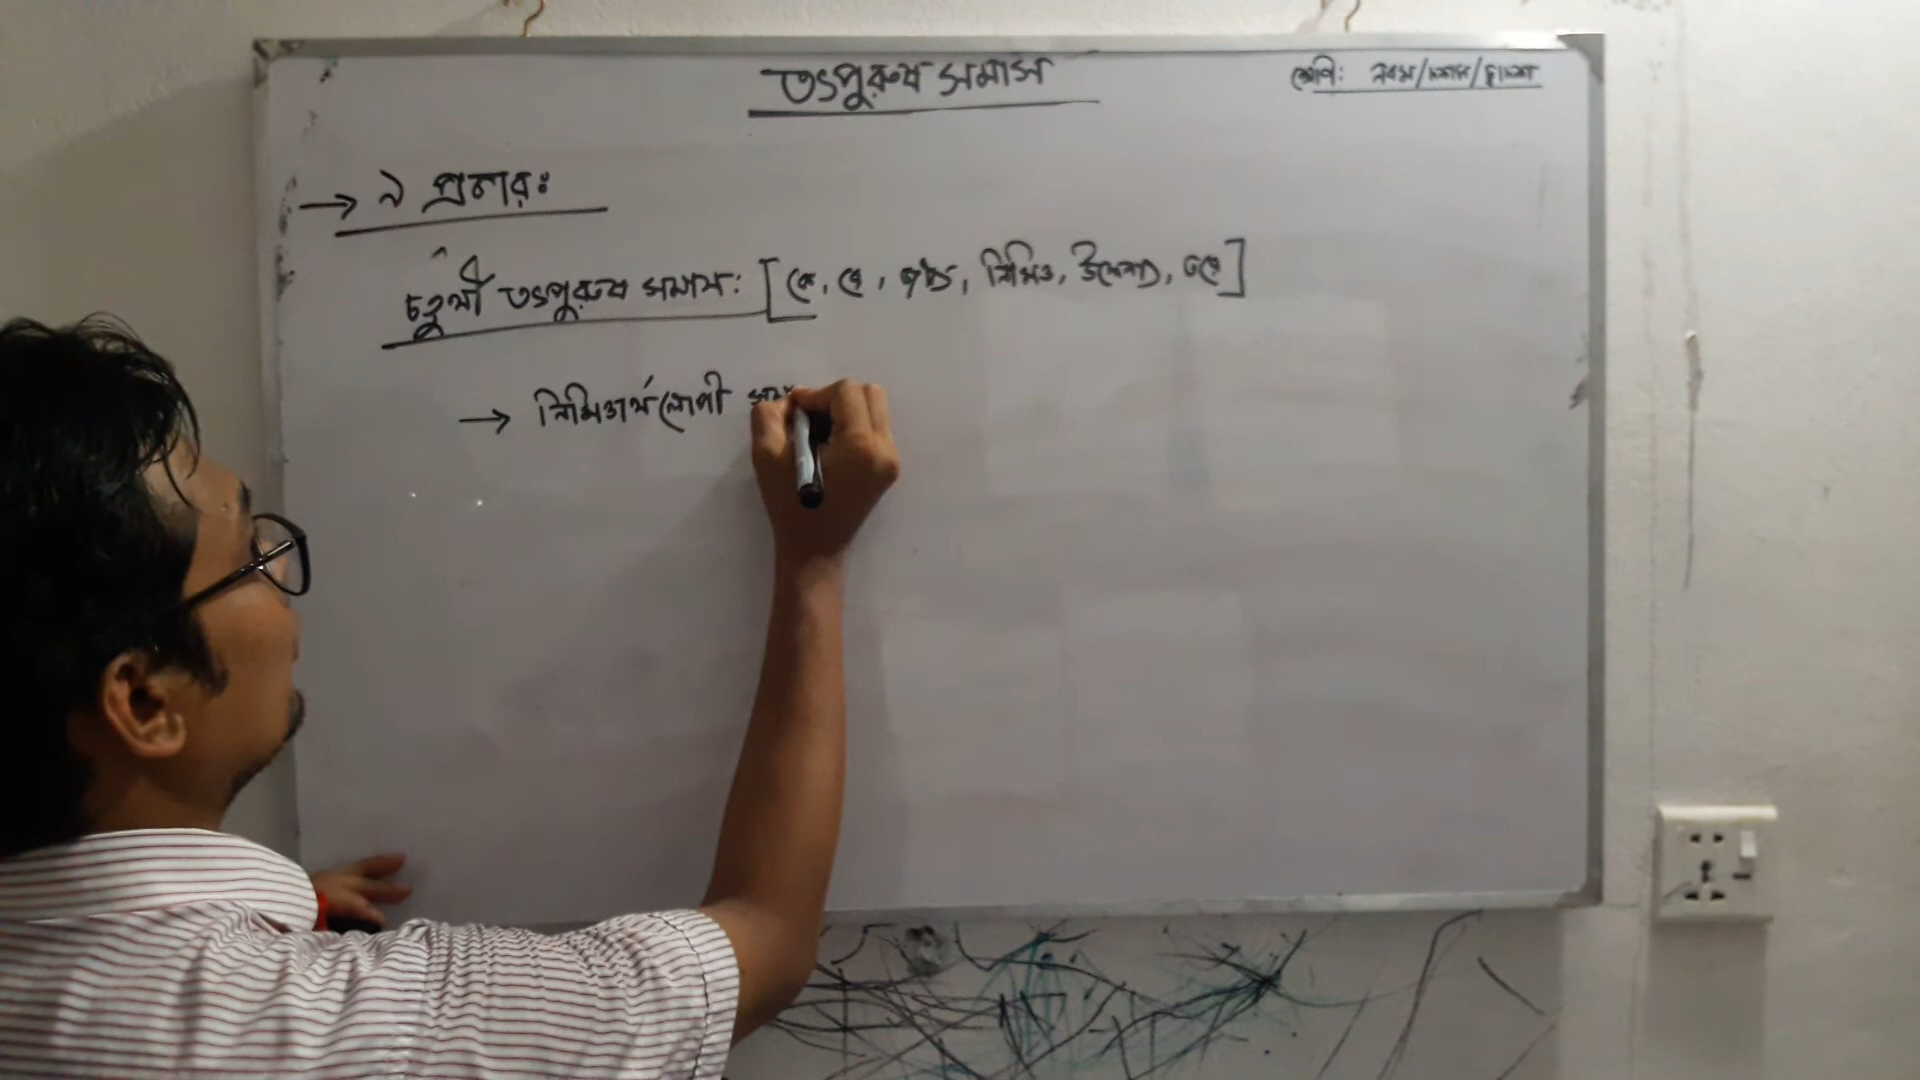 তৎপুরুষ সমাস
শ্রেণি: নবম/দশম/দ্বাদশ
→ ৯ প্রকার:
চতুর্থী তৎপুরুষ সমাস: [কে, রে, জন্য, নিমিত্ত, উদ্দেশ্য, তরে]
→ নিমিত্তার্থলোপী